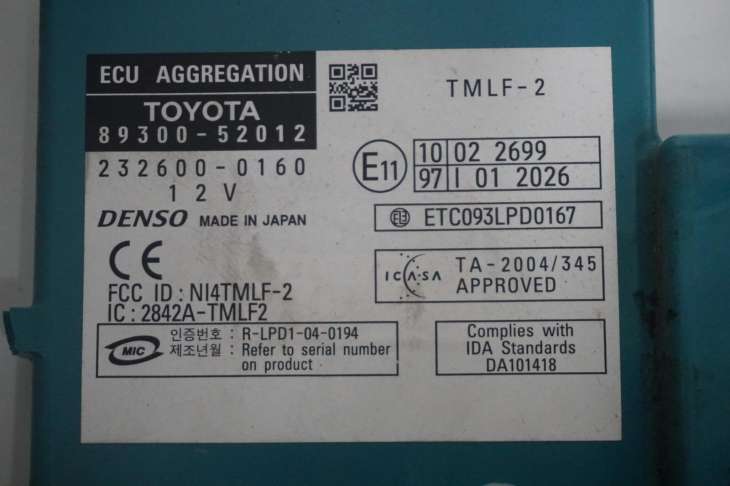 ECU AGGREGATION
TOYOTA
89300-52012
232600-0160
12V
DENSO MADE IN JAPAN
CE
FCC ID : NI4TMLF-2
IC : 2842A-TMLF2
MIC
인증번호 : R-LPD1-04-0194
제조년월 : Refer to serial number
on product
TMLF-2
E11
10 02 2699
97 I 01 2026
ETC093LPD0167
ICASA
TA-2004/345
APPROVED
Complies with
IDA Standards
DA101418